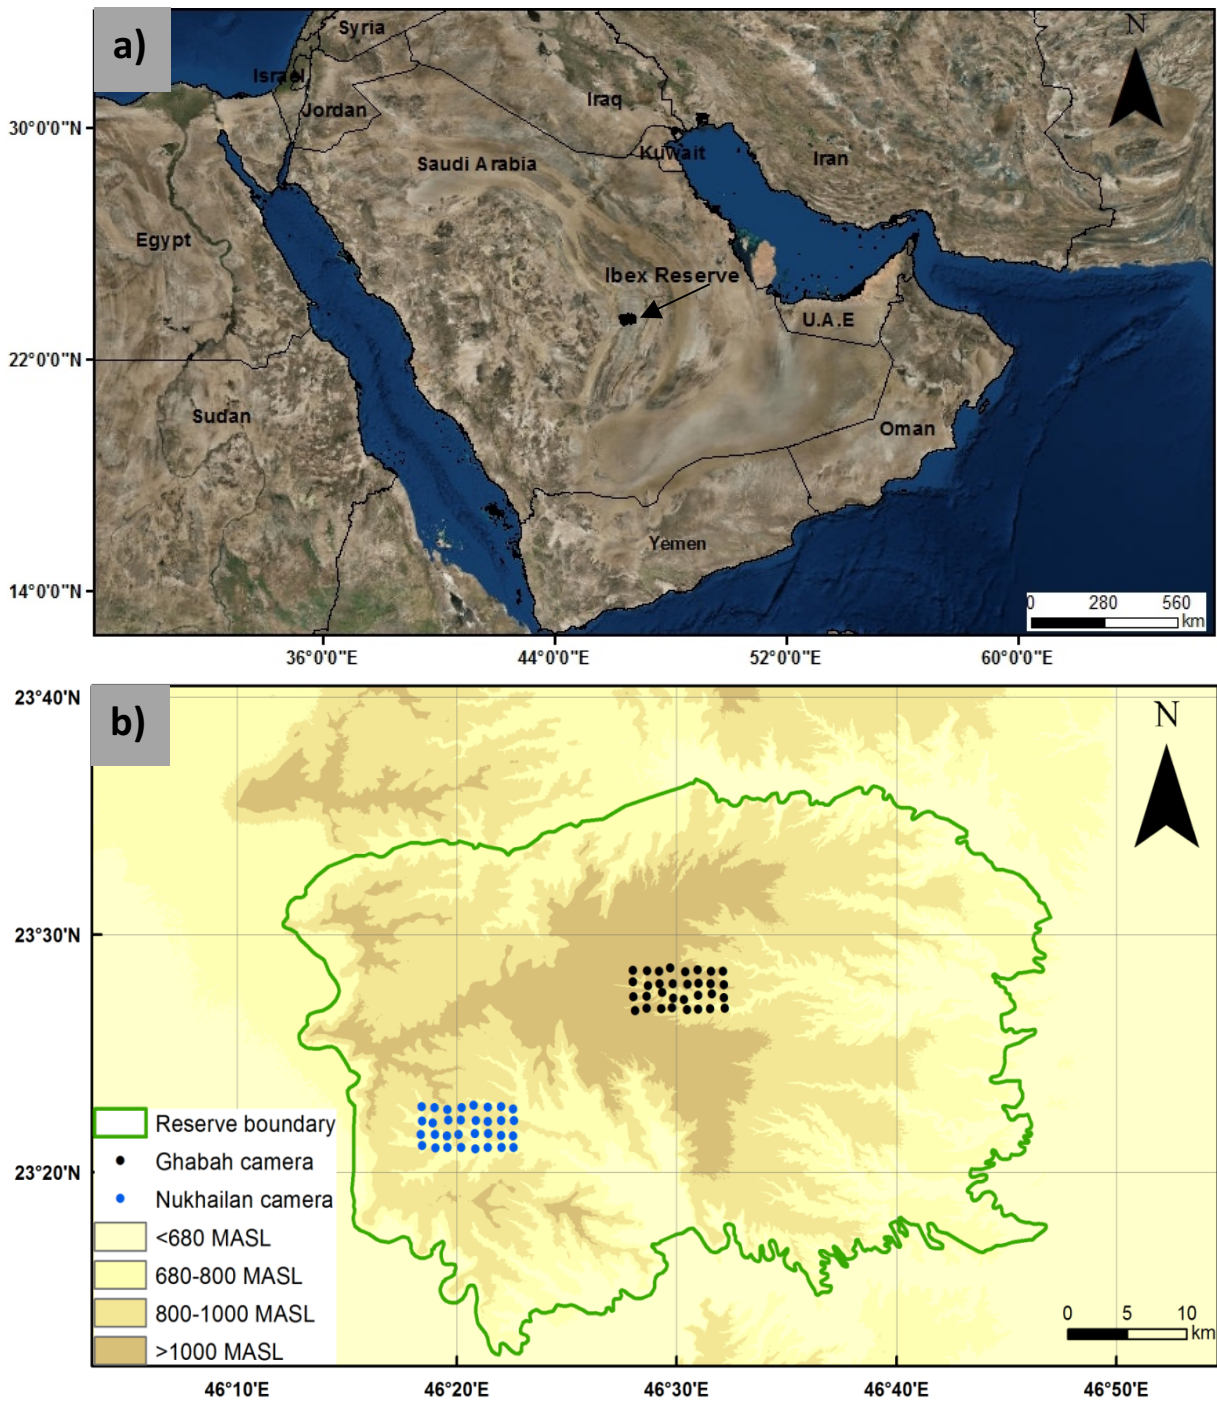 a)
N
Syria
Israel
Jordan
Iraq
Kuwait
Iran
Saudi Arabia
Egypt
Ibex Reserve
U.A.E
Sudan
Oman
Yemen
30°0'0"N
22°0'0"N
14°0'0"N
0 280 560
km
36°0'0"E 44°0'0"E 52°0'0"E 60°0'0"E
b)
N
23°40'N
23°30'N
23°20'N
Reserve boundary
Ghabah camera
Nukhailan camera
<680 MASL
680-800 MASL
800-1000 MASL
>1000 MASL
0 5 10
km
46°10'E 46°20'E 46°30'E 46°40'E 46°50'E